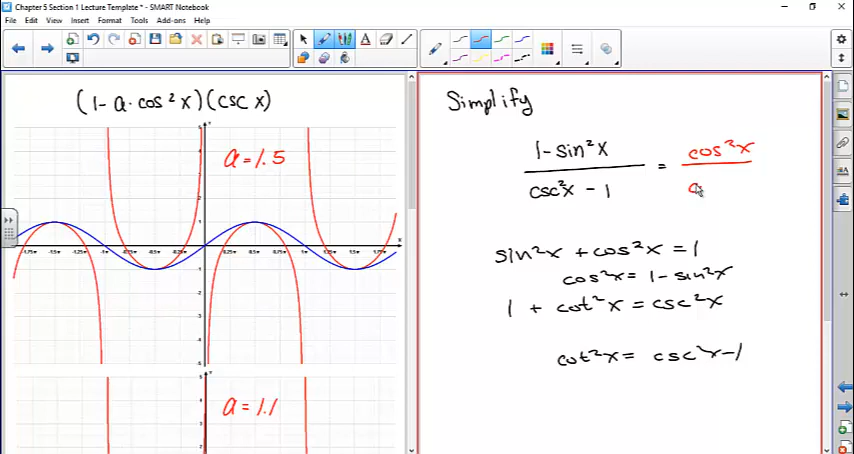 Chapter 5 Section 1 Lecture Template * - SMART Notebook
File Edit View Insert Format Tools Add-ons Help
(1 - a · cos²x)(csc x)
a = 1.5
a = 1.1
Simplify
1 - sin²x
csc²x - 1
=
cos²x
sin²x + cos²x = 1
cos²x = 1 - sin²x
1 + cot²x = csc²x
cot²x = csc²x - 1